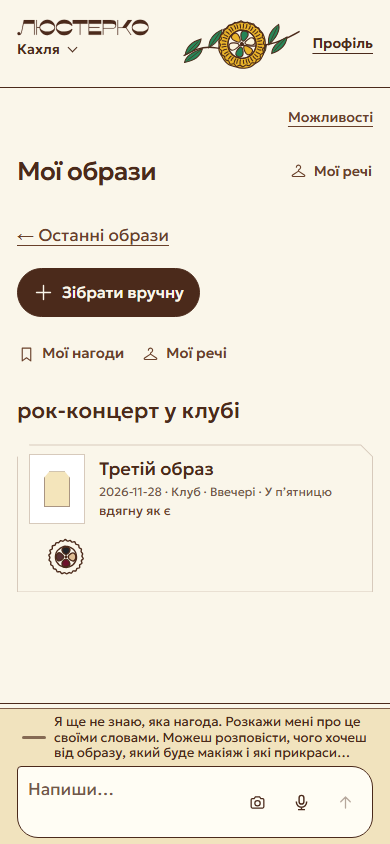 ЛЮСТЕРКО
Кахля
Профіль
Можливості
Мої образи
Мої речі
← Останні образи
Зібрати вручну
Мої нагоди
Мої речі
рок-концерт у клубі
Третій образ
2026-11-28 · Клуб · Ввечері · У п'ятницю
вдягну як є
Я ще не знаю, яка нагода. Розкажи мені про це
своїми словами. Можеш розповісти, чого хочеш
від образу, який буде макіяж і які прикраси…
Напиши…